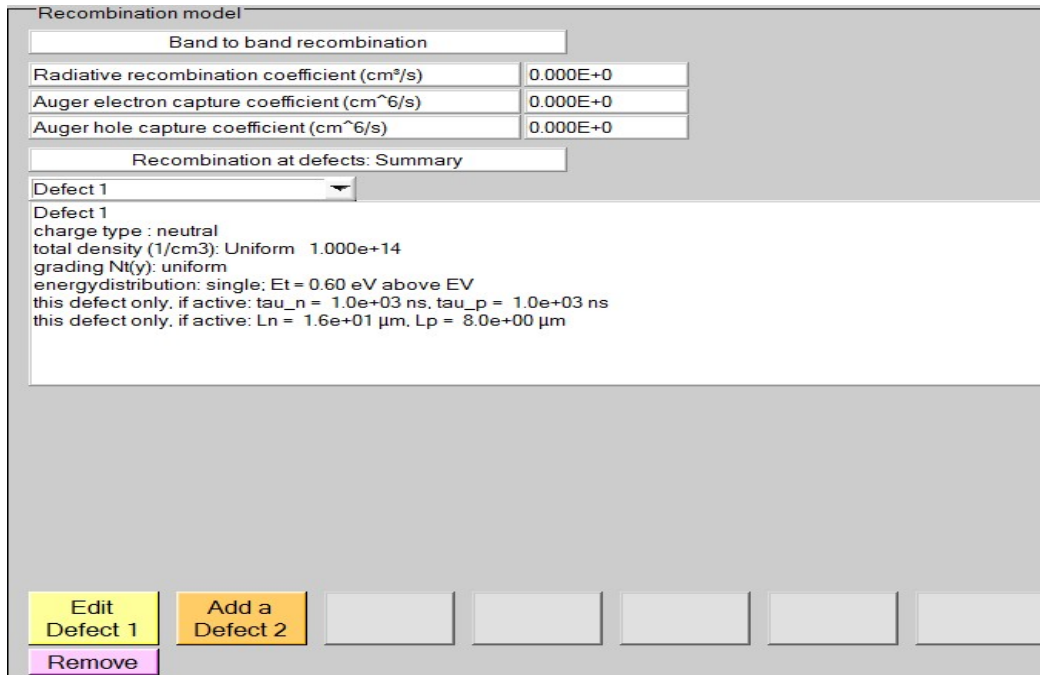 Recombination model
Band to band recombination
Radiative recombination coefficient (cm³/s) 0.000E+0
Auger electron capture coefficient (cm^6/s) 0.000E+0
Auger hole capture coefficient (cm^6/s) 0.000E+0
Recombination at defects: Summary
Defect 1
Defect 1
charge type : neutral
total density (1/cm3): Uniform 1.000e+14
grading Nt(y): uniform
energydistribution: single; Et = 0.60 eV above EV
this defect only, if active: tau_n = 1.0e+03 ns, tau_p = 1.0e+03 ns
this defect only, if active: Ln = 1.6e+01 µm, Lp = 8.0e+00 µm
Edit
Defect 1
Add a
Defect 2
Remove